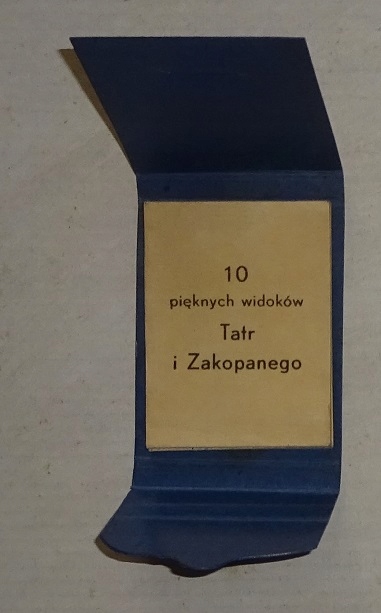 10
pięknych widoków
Tatr
i Zakopanego